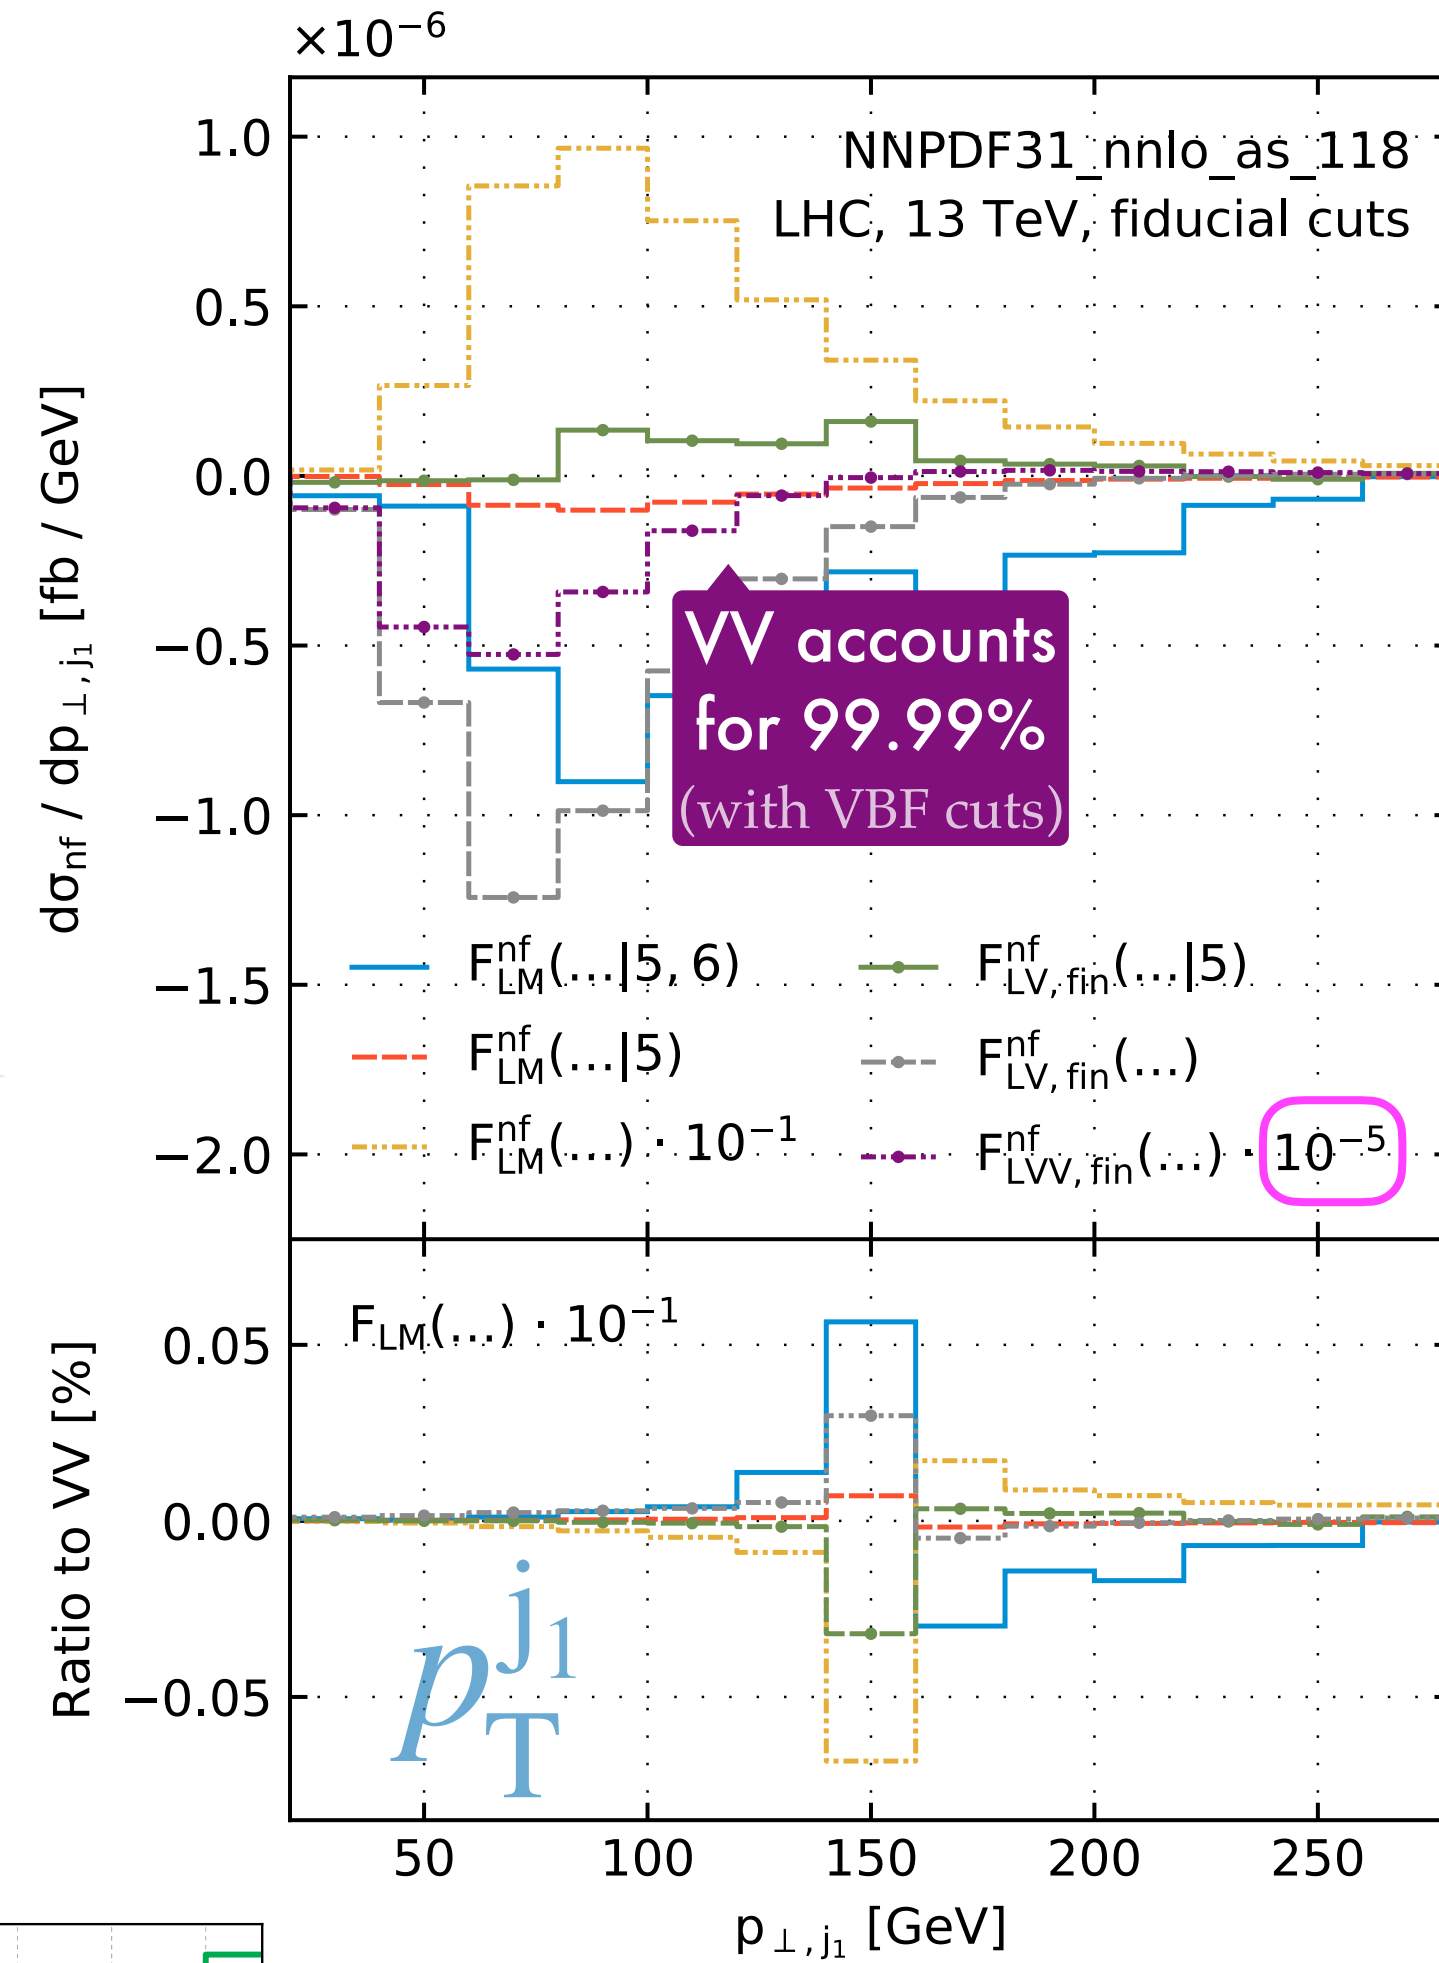 ×10⁻⁶
NNPDF31_nnlo_as_118
LHC, 13 TeV, fiducial cuts
1.0
0.5
0.0
−0.5
−1.0
−1.5
−2.0
dσ_nf / dp_⊥,j₁ [fb / GeV]
VV accounts
for 99.99%
(with VBF cuts)
F^nf_LM(...|5, 6)
F^nf_LM(...|5)
F^nf_LM(...) · 10⁻¹
F^nf_LV, fin(...|5)
F^nf_LV, fin(...)
F^nf_LVV, fin(...) · 10⁻⁵
F_LM(...) · 10⁻¹
0.05
0.00
−0.05
Ratio to VV [%]
p_T^j₁
50 100 150 200 250
p_⊥,j₁ [GeV]